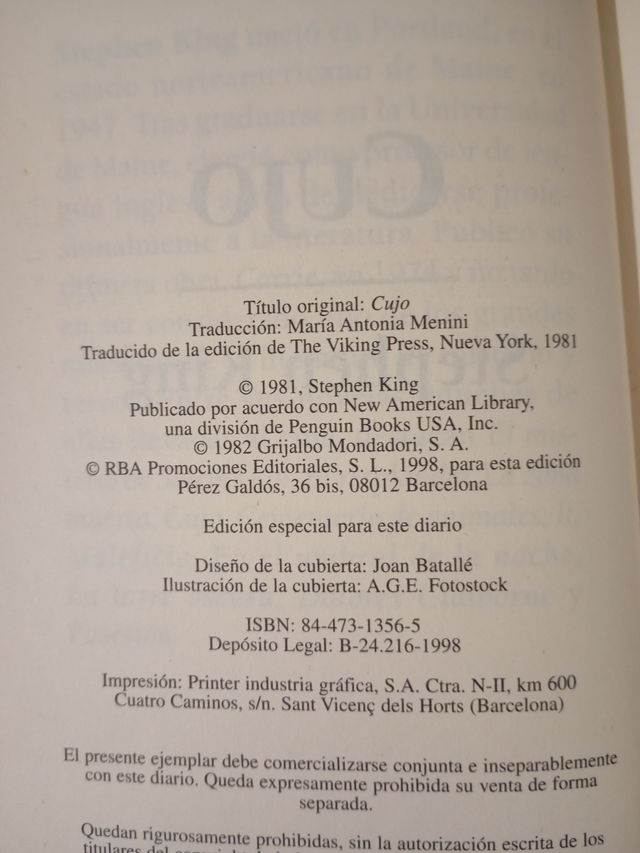 Título original: Cujo
Traducción: María Antonia Menini
Traducido de la edición de The Viking Press, Nueva York, 1981
© 1981, Stephen King
Publicado por acuerdo con New American Library,
una división de Penguin Books USA, Inc.
© 1982 Grijalbo Mondadori, S. A.
© RBA Promociones Editoriales, S. L., 1998, para esta edición
Pérez Galdós, 36 bis, 08012 Barcelona
Edición especial para este diario
Diseño de la cubierta: Joan Batallé
Ilustración de la cubierta: A.G.E. Fotostock
ISBN: 84-473-1356-5
Depósito Legal: B-24.216-1998
Impresión: Printer industria gráfica, S.A. Ctra. N-II, km 600
Cuatro Caminos, s/n. Sant Vicenç dels Horts (Barcelona)
El presente ejemplar debe comercializarse conjunta e inseparablemente
con este diario. Queda expresamente prohibida su venta de forma
separada.
Quedan rigurosamente prohibidas, sin la autorización escrita de los
titulares del